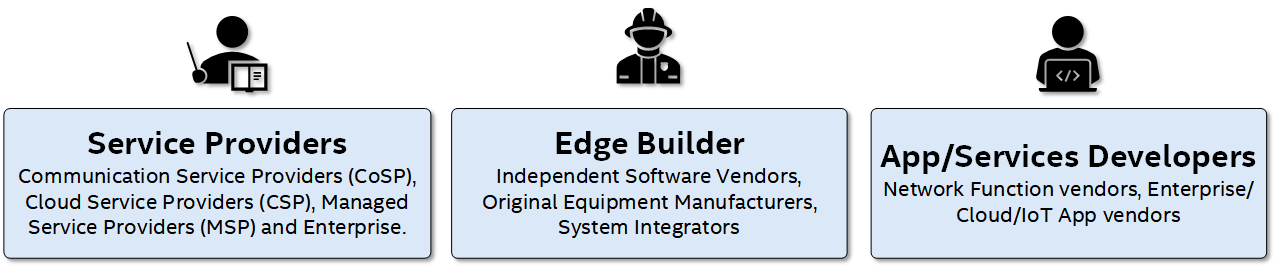 Service Providers
Communication Service Providers (CoSP),
Cloud Service Providers (CSP), Managed
Service Providers (MSP) and Enterprise.
Edge Builder
Independent Software Vendors,
Original Equipment Manufacturers,
System Integrators
</>
App/Services Developers
Network Function vendors, Enterprise/
Cloud/IoT App vendors